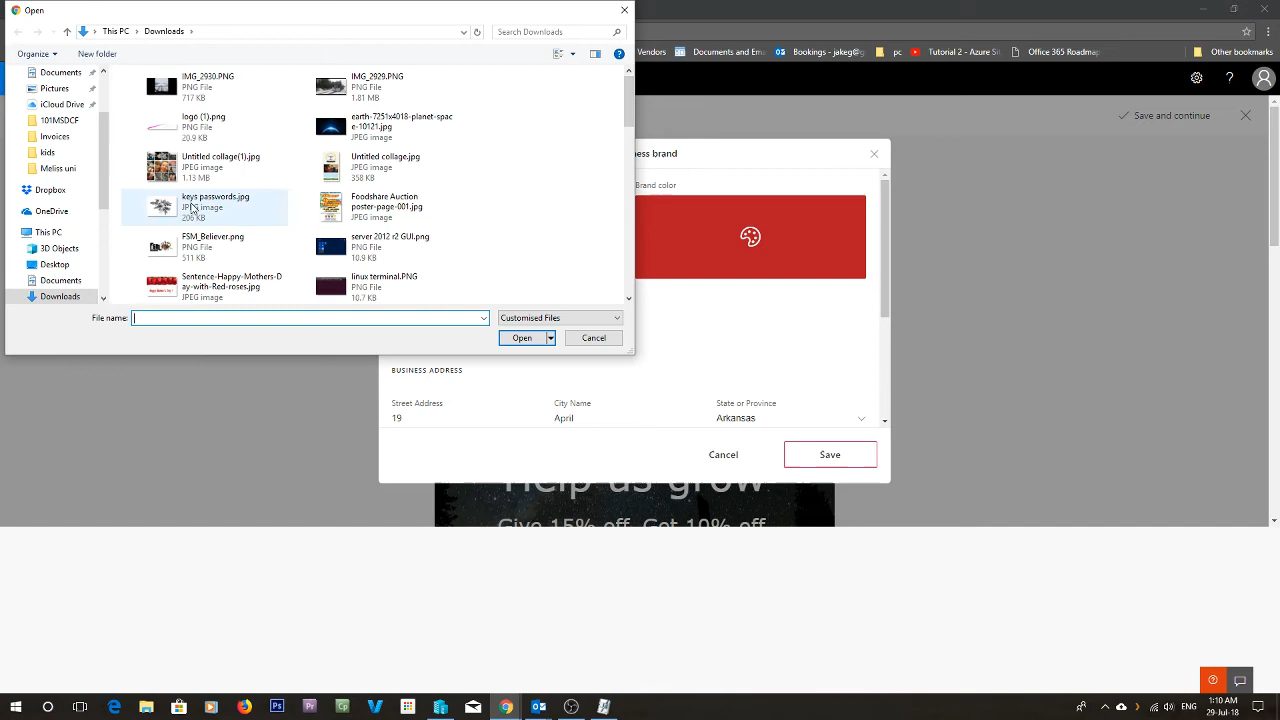 Open
This PC
Downloads
Search Downloads
Organize
New folder
Documents
Pictures
iCloud Drive
101MSDCF
Invoices
kids
Meliss uni
Dropbox
OneDrive
This PC
3D Objects
Desktop
Documents
Downloads
IMG_2930.PNG
PNG File
717 KB
IMG_2929.PNG
PNG File
1.81 MB
logo (1).png
PNG File
20.9 KB
earth-7251x4018-planet-spac
e-10121.jpg
JPEG image
Untitled collage(1).jpg
JPEG image
1.13 MB
Untitled collage.jpg
JPEG image
358 KB
keys passwords.jpg
JPEG image
206 KB
Foodshare Auction
poster-page-001.jpg
JPEG image
FSM_Believer.png
PNG File
511 KB
server 2012 r2 GUI.png
PNG File
10.9 KB
Sentence-Happy-Mothers-D
ay-with-Red-roses.jpg
JPEG image
linux terminal.PNG
PNG File
10.7 KB
File name:
Customised Files
Open
Cancel
Vendors
Documents and Ema
Bookings - jakeg@
pc
Tutorial 2 - Azure Si
Office 365 Roadmap
Other bookmarks
Save and continue
ess brand
Brand color
BUSINESS ADDRESS
Street Address
City Name
State or Province
19
April
Arkansas
Cancel
Save
Help us grow
Give 15% off. Get 10% off
ENG
1:10 AM
29-Jul-18